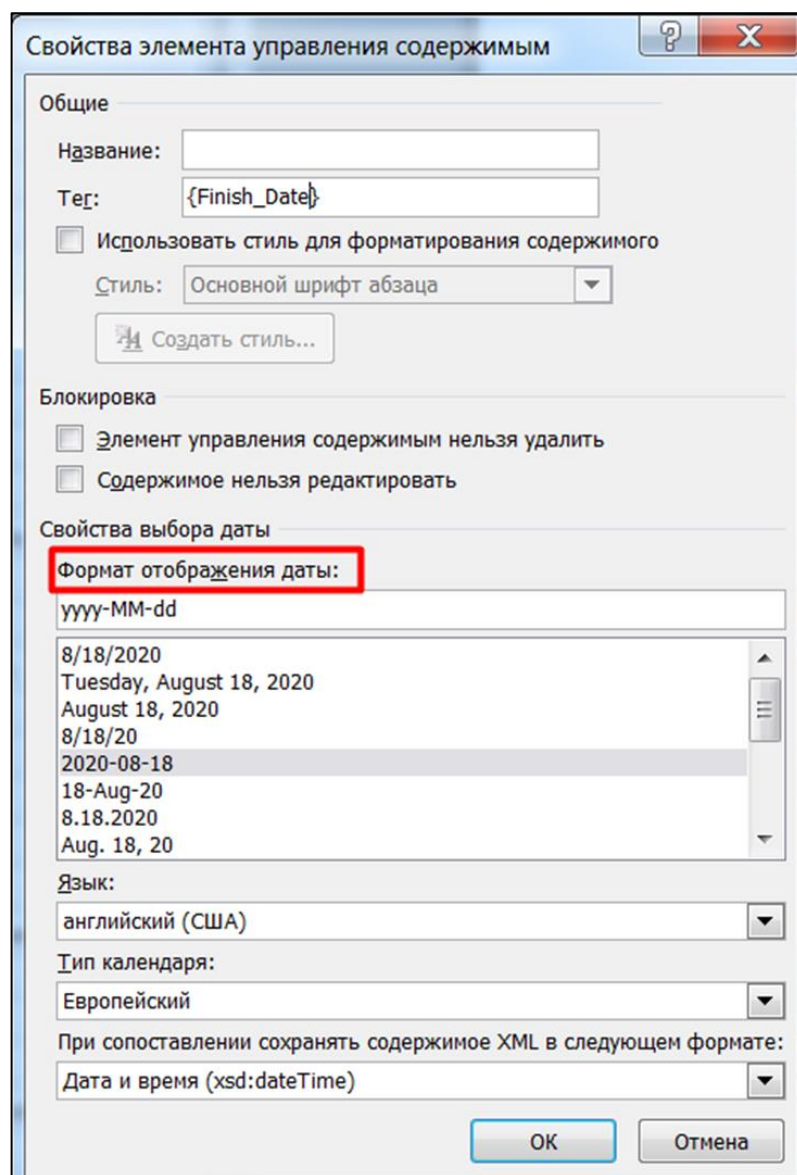 Свойства элемента управления содержимым
Общие
Название:
Тег: {Finish_Date}
Использовать стиль для форматирования содержимого
Стиль: Основной шрифт абзаца
Создать стиль...
Блокировка
Элемент управления содержимым нельзя удалить
Содержимое нельзя редактировать
Свойства выбора даты
Формат отображения даты:
yyyy-MM-dd
8/18/2020
Tuesday, August 18, 2020
August 18, 2020
8/18/20
2020-08-18
18-Aug-20
8.18.2020
Aug. 18, 20
Язык:
английский (США)
Тип календаря:
Европейский
При сопоставлении сохранять содержимое XML в следующем формате:
Дата и время (xsd:dateTime)
ОК Отмена